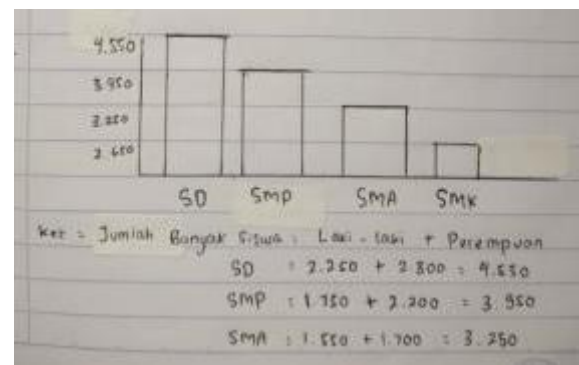 4.550
3.950
3.250
2.650
SD SMP SMA SMK
Ket = Jumlah Banyak Siswa : Laki-laki + Perempuan
SD : 2.250 + 2 300 = 4.550
SMP : 1.750 + 2.200 = 3.950
SMA : 1.550 + 1.700 = 3.250